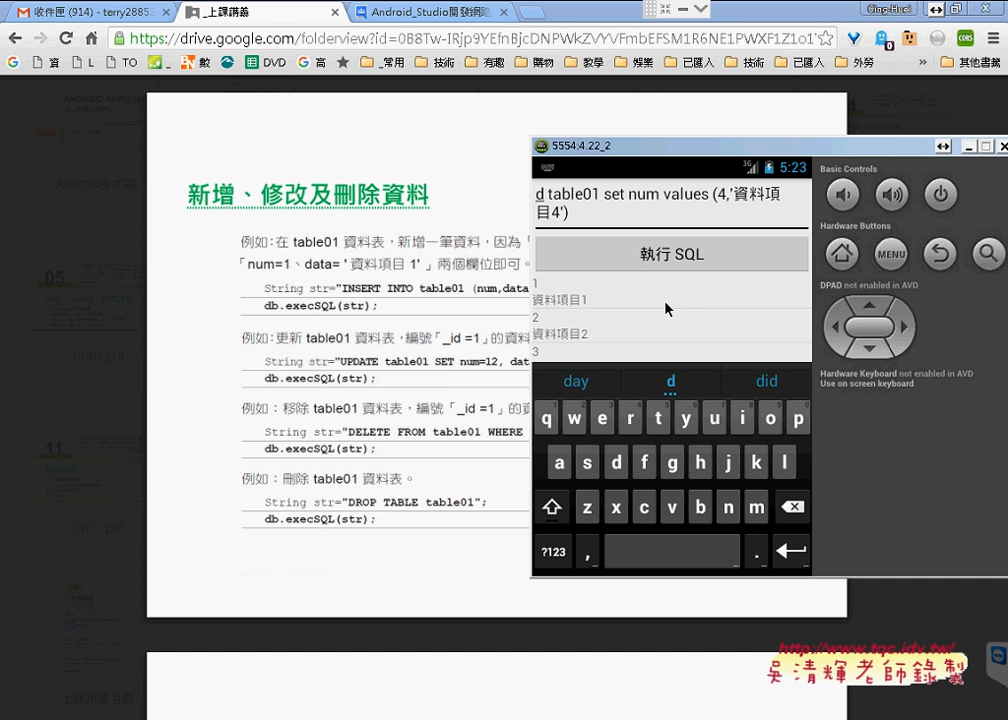 收件匣 (914) - terry2885
_上課講義
Android_Studio開發網路
Qing-Huei
https://drive.google.com/folderview?id=0B8Tw-IRjp9YEfnBjcDNPWkZVYVFmbEFSM1R6NE1PWXF1Z1o1
資
L
TO
數
DVD
高
_常用
技術
有趣
購物
教學
娛樂
已匯入
技術
已匯入
外勞
»
其他書籤
新增、修改及刪除資料
例如：在 table01 資料表，新增一筆資料，因為「
「num=1、data= ' 資料項目 1' 」兩個欄位即可。
String str="INSERT INTO table01 (num,data
db.execSQL(str);
例如：更新 table01 資料表，編號「_id =1」的資料
String str="UPDATE table01 SET num=12, dat
db.execSQL(str);
例如：移除 table01 資料表，編號「_id =1」的資
String str="DELETE FROM table01 WHERE
db.execSQL(str);
例如：刪除 table01 資料表。
String str="DROP TABLE table01";
db.execSQL(str);
5554:4.22_2
3G
5:23
d table01 set num values (4,'資料項
目4')
執行 SQL
1
資料項目1
2
資料項目2
3
day d did
q w e r t y u i o p
a s d f g h j k l
z x c v b n m
?123 , .
Basic Controls
Hardware Buttons
MENU
DPAD not enabled in AVD
Hardware Keyboard not enabled in AVD
Use on screen keyboard
05
11
CH11.pdf
http://www.tqc.idv.tw/
吳清輝老師錄製